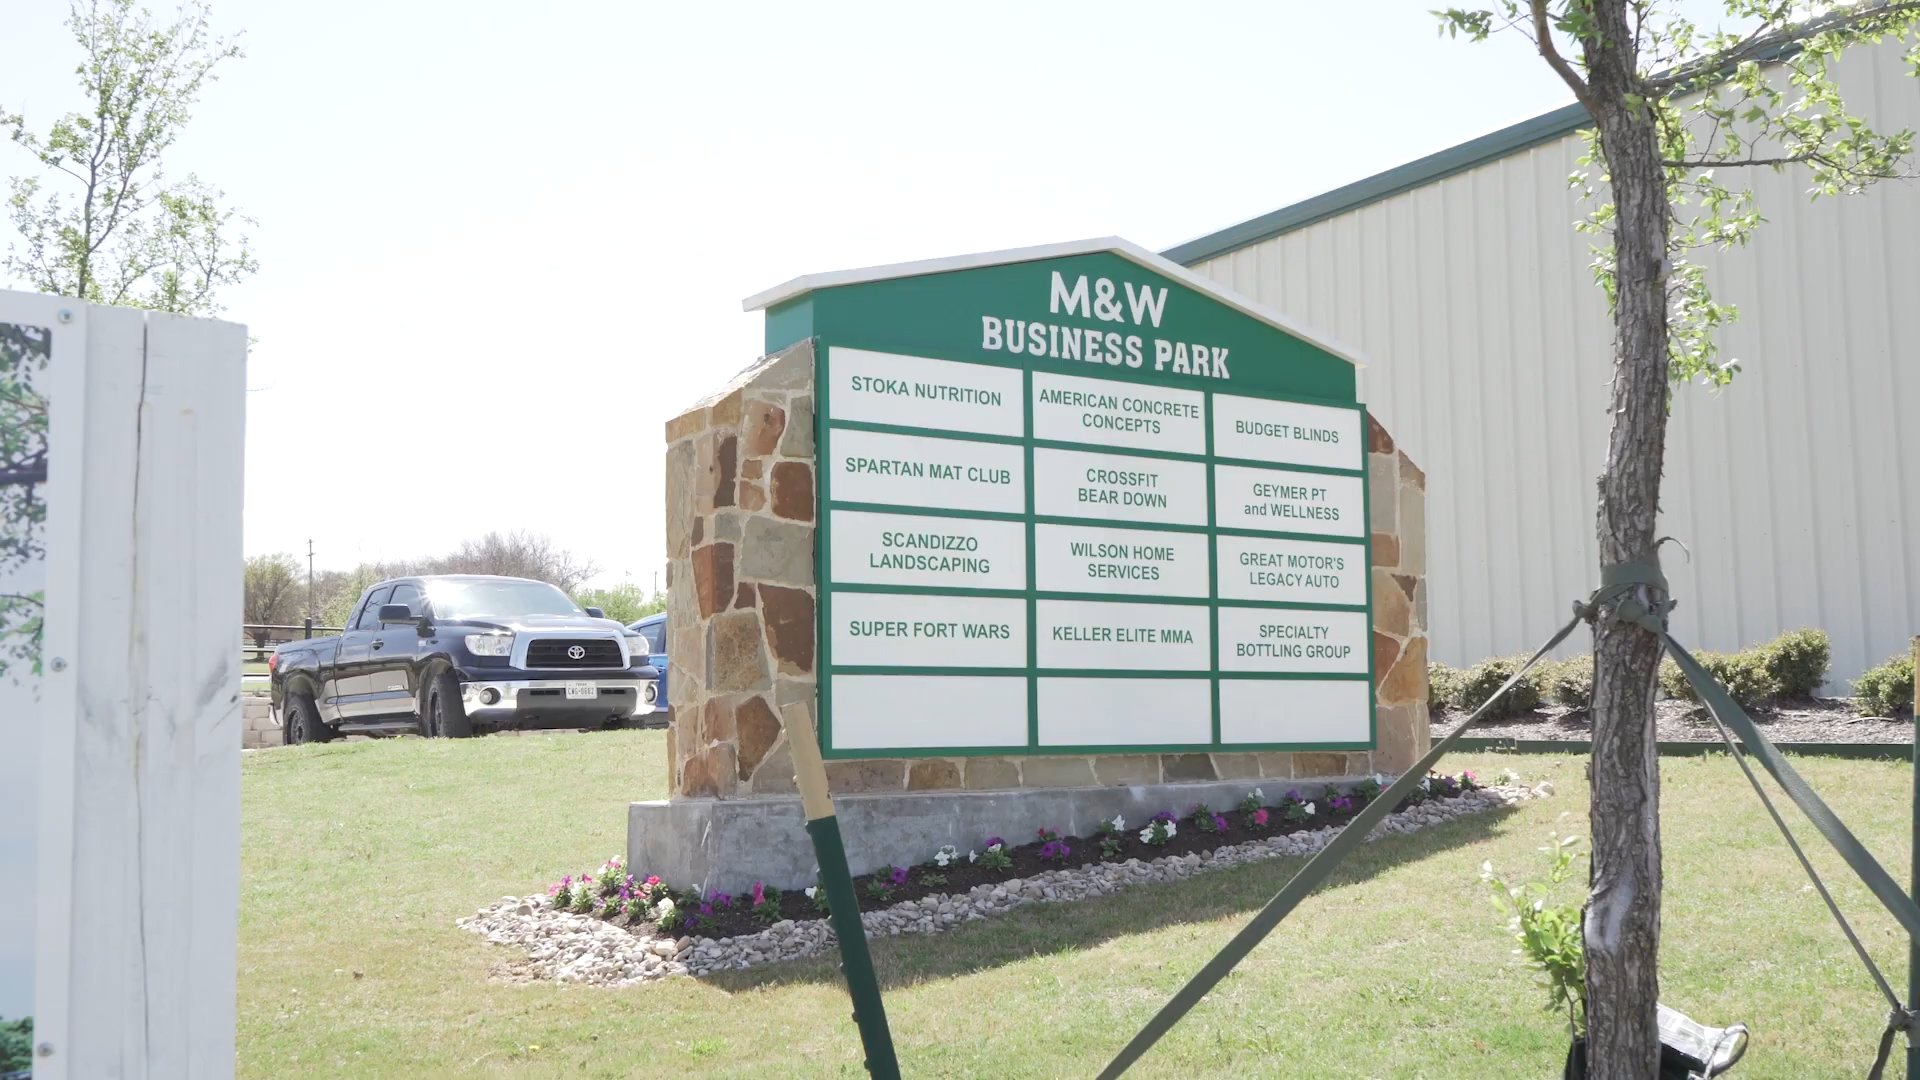 M&W
BUSINESS PARK
STOKA NUTRITION
AMERICAN CONCRETE
CONCEPTS
BUDGET BLINDS
SPARTAN MAT CLUB
CROSSFIT
BEAR DOWN
GEYMER PT
and WELLNESS
SCANDIZZO
LANDSCAPING
WILSON HOME
SERVICES
GREAT MOTOR'S
LEGACY AUTO
SUPER FORT WARS
KELLER ELITE MMA
SPECIALTY
BOTTLING GROUP